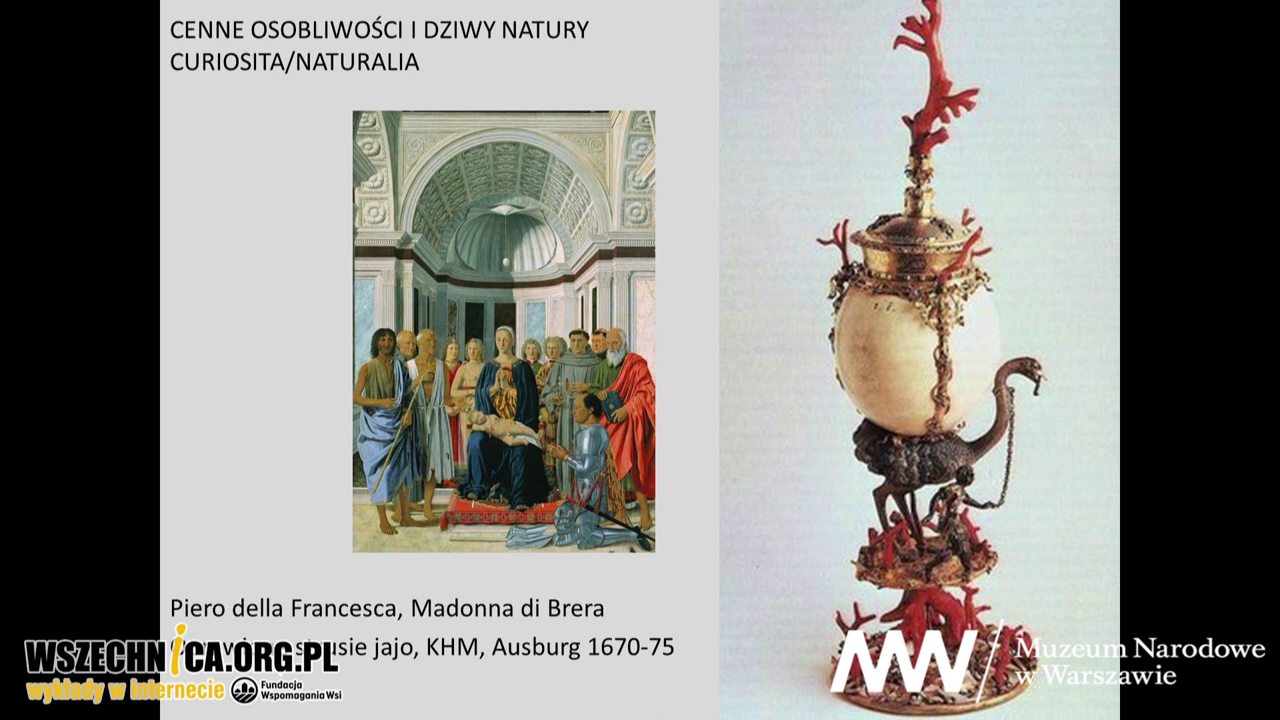 CENNE OSOBLIWOŚCI I DZIWY NATURY
CURIOSITA/NATURALIA
Piero della Francesca, Madonna di Brera
jajo, KHM, Ausburg 1670-75
WSZECHNICA.ORG.PL
wykłady w internecie
Fundacja
Wspomagania Wsi
MW
Muzeum Narodowe
w Warszawie